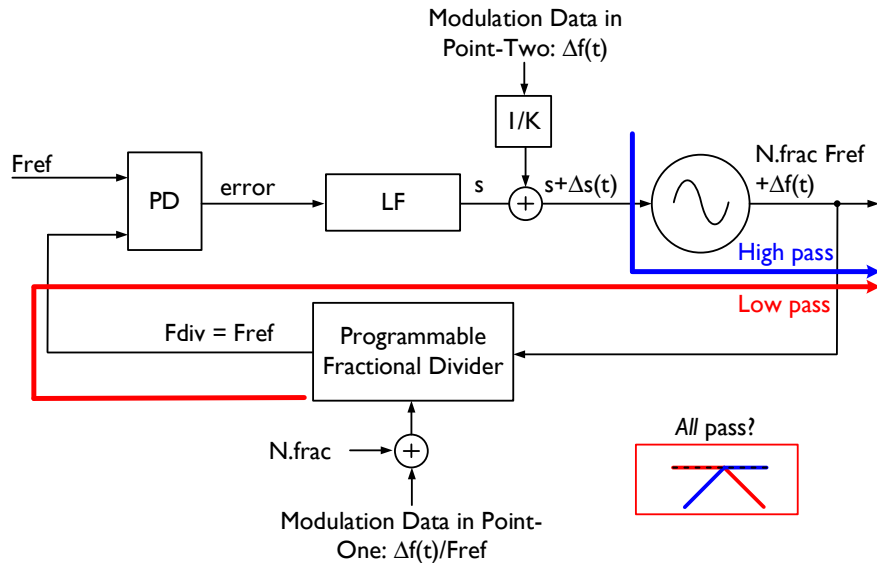 Modulation Data in
Point-Two: Δf(t)
1/K
Fref
PD
error
LF
s
+
s+Δs(t)
N.frac Fref
+Δf(t)
High pass
Low pass
Fdiv = Fref
Programmable
Fractional Divider
N.frac
+
Modulation Data in Point-
One: Δf(t)/Fref
All pass?